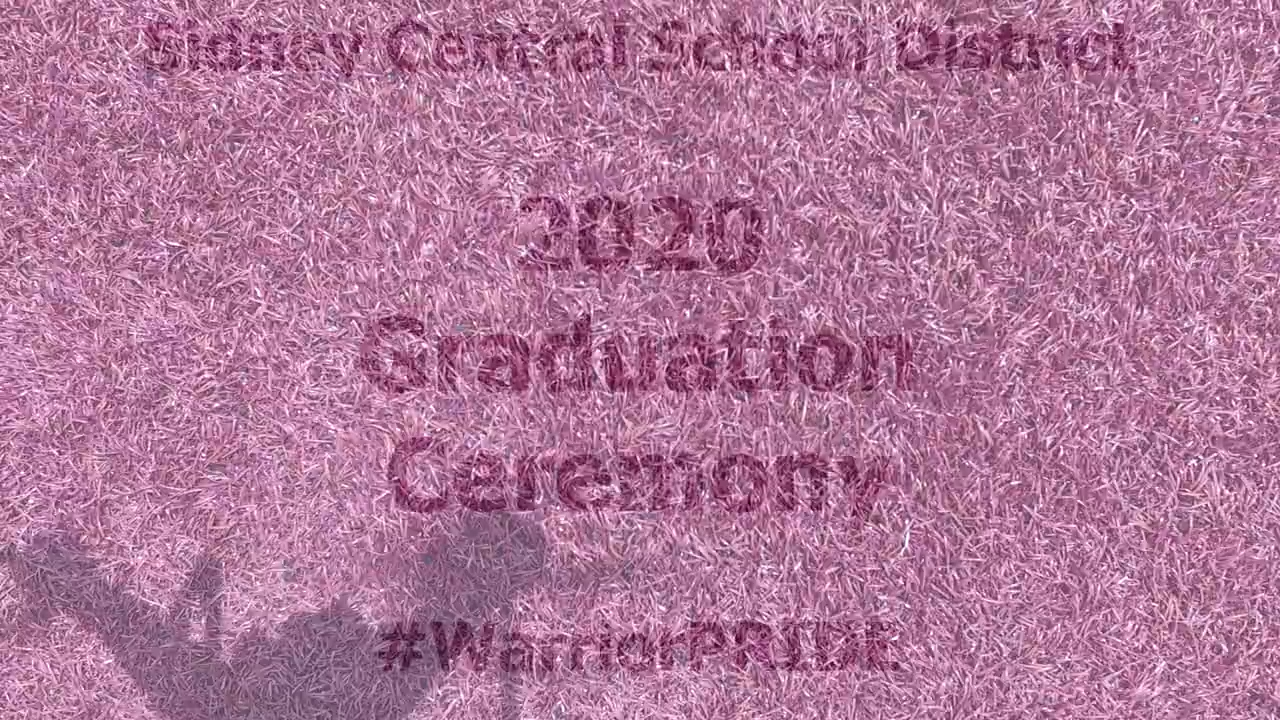 Sidney Central School District
2020
Graduation
Ceremony
#WarriorPRIDE